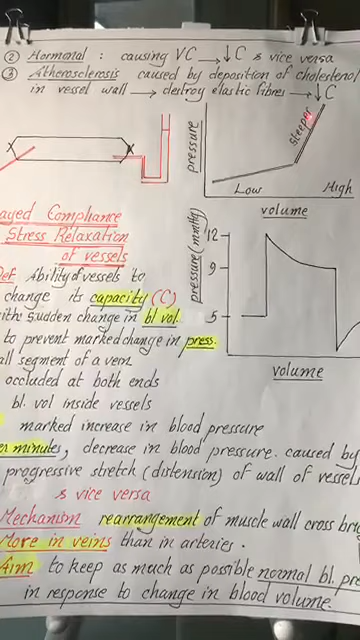 ② Hormonal : causing VC → ↓C & vice versa
③ Atherosclerosis caused by deposition of cholesterol
in vessel wall → destroy elastic fibres → ↓C
pressure
steeper
Low
High
volume
ayed Compliance
Stress Relaxation
of vessels
Def Ability of vessels to
change its capacity (C)
with sudden change in bl vol.
to prevent marked change in press.
all segment of a vein
occluded at both ends
bl. vol inside vessels
pressure (mmHg)
12
9
5
volume
marked increase in blood pressure
er minutes, decrease in blood pressure. caused by
progressive stretch (distension) of wall of vessels
& vice versa
Mechanism rearrangement of muscle wall cross bri
More in veins than in arteries.
Aim to keep as much as possible normal bl. pre
in response to change in blood volume.